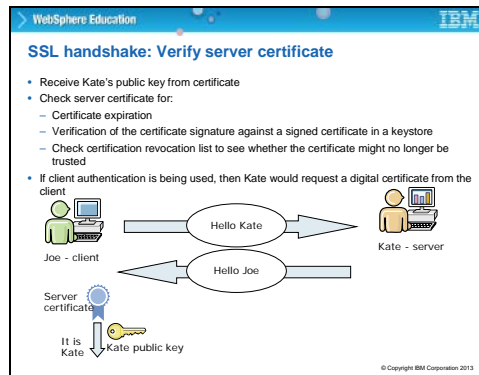 WebSphere Education
IBM
SSL handshake: Verify server certificate
• Receive Kate's public key from certificate
• Check server certificate for:
– Certificate expiration
– Verification of the certificate signature against a signed certificate in a keystore
– Check certification revocation list to see whether the certificate might no longer be
trusted
• If client authentication is being used, then Kate would request a digital certificate from the
client
Hello Kate
Joe - client
Kate - server
Hello Joe
Server
certificate
It is
Kate
Kate public key
© Copyright IBM Corporation 2013